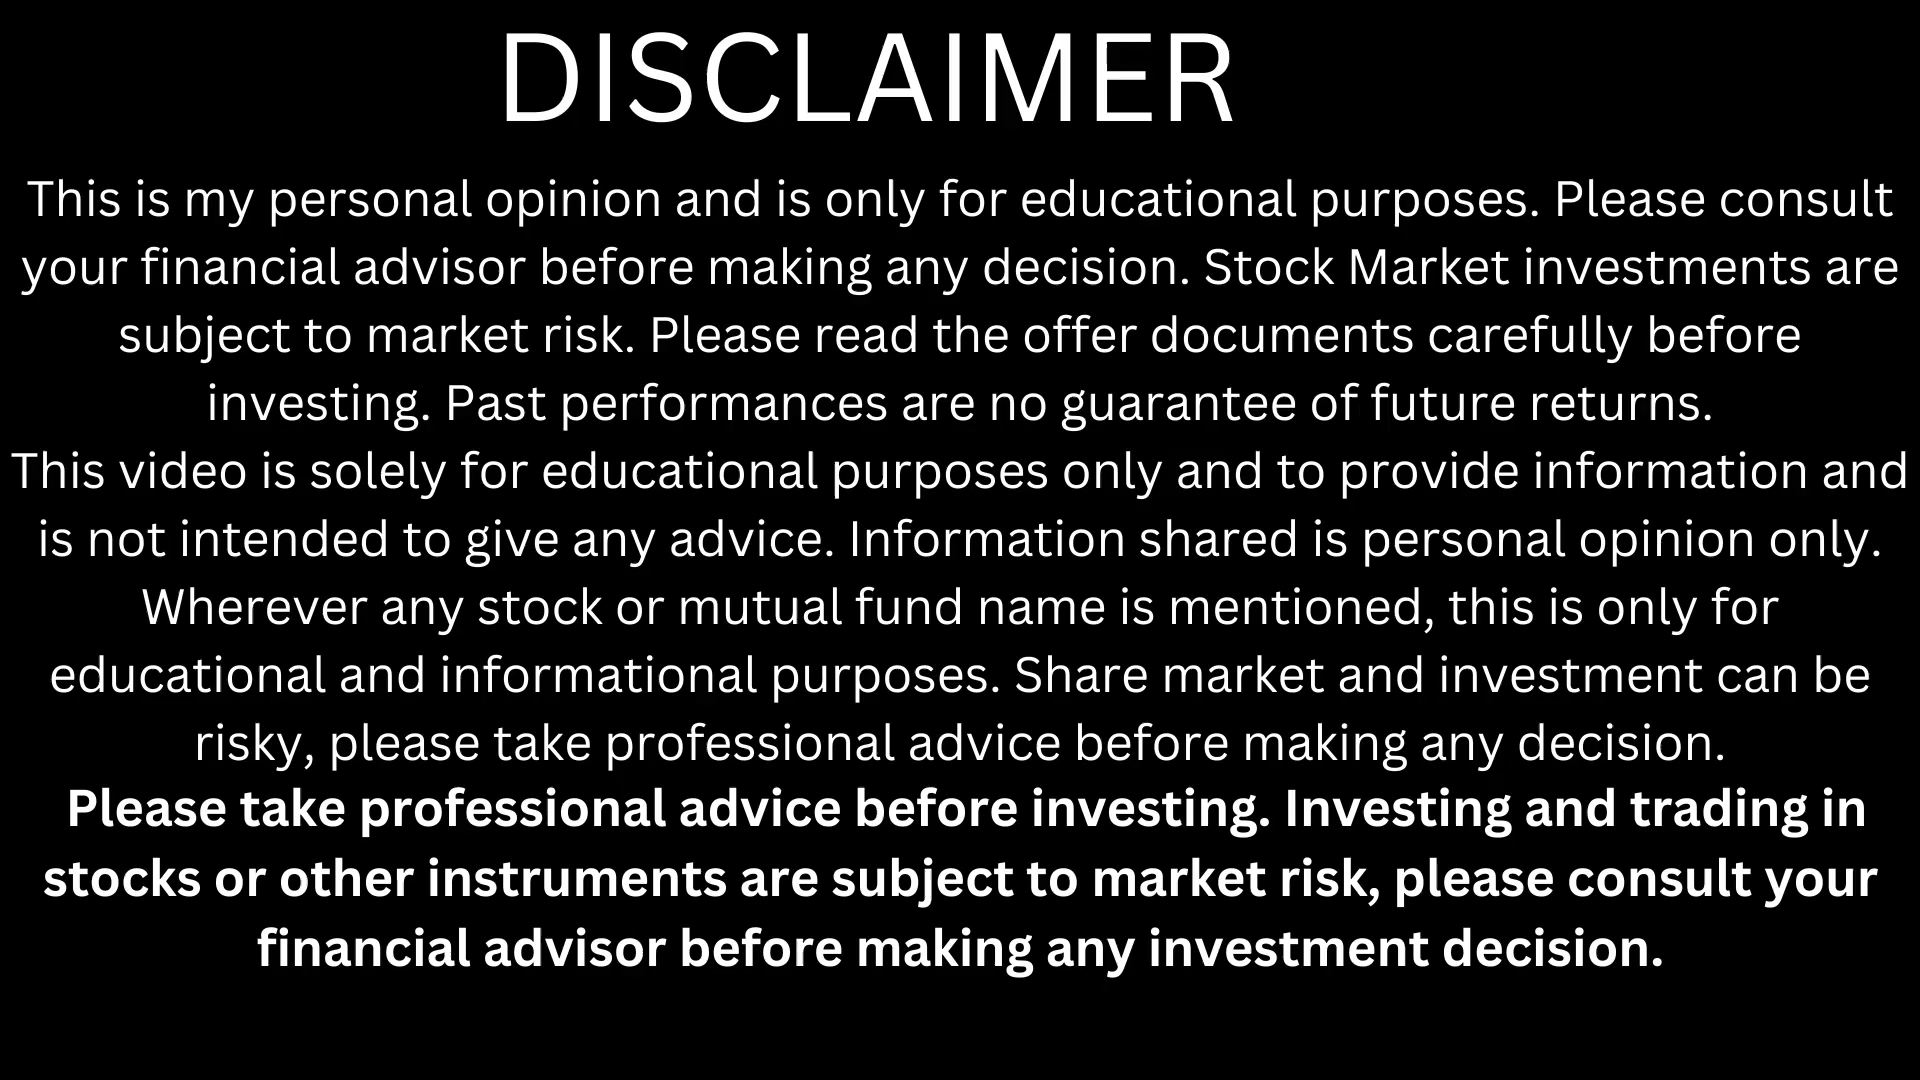 DISCLAIMER
This is my personal opinion and is only for educational purposes. Please consult
your financial advisor before making any decision. Stock Market investments are
subject to market risk. Please read the offer documents carefully before
investing. Past performances are no guarantee of future returns.
This video is solely for educational purposes only and to provide information and
is not intended to give any advice. Information shared is personal opinion only.
Wherever any stock or mutual fund name is mentioned, this is only for
educational and informational purposes. Share market and investment can be
risky, please take professional advice before making any decision.
Please take professional advice before investing. Investing and trading in
stocks or other instruments are subject to market risk, please consult your
financial advisor before making any investment decision.